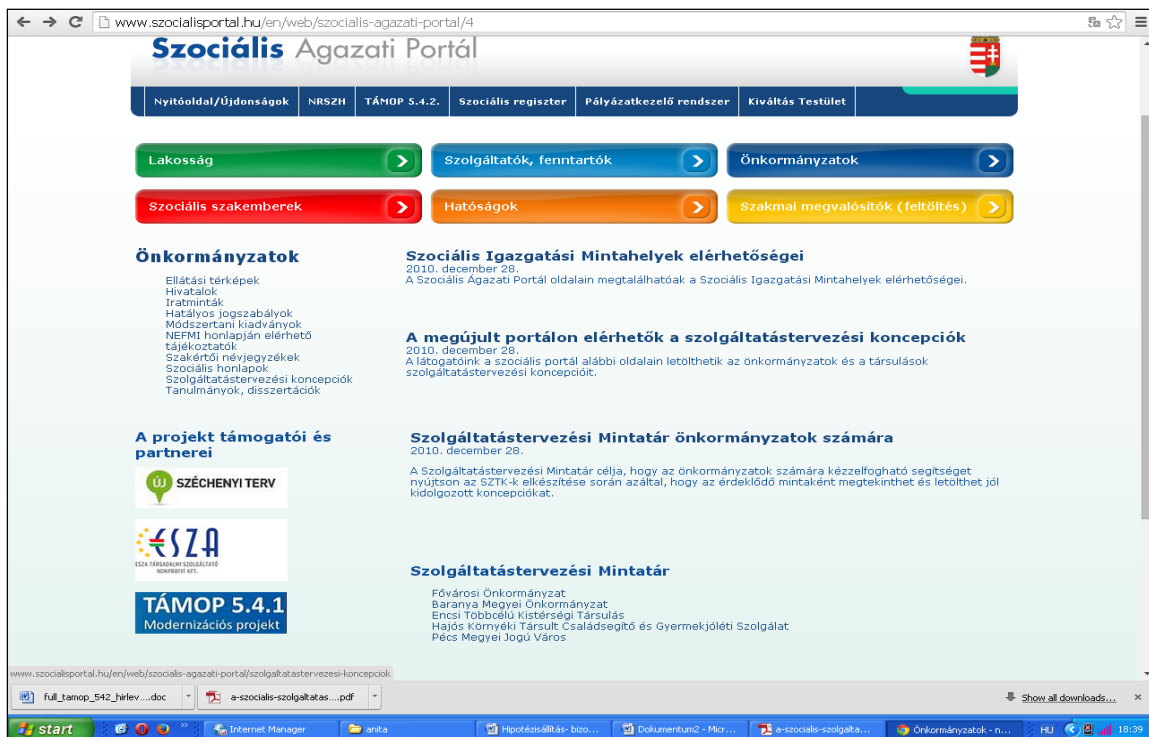 www.szocialisportal.hu/en/web/szocialis-agazati-portal/4
Szociális Agazati Portál
Nyitóoldal/Újdonságok NRSZH TÁMOP 5.4.2. Szociális regiszter Pályázatkezelő rendszer Kiváltás Testület
Lakosság Szolgáltatók, fenntartók Önkormányzatok
Szociális szakemberek Hatóságok Szakmai megvalósítók (feltöltés)
Önkormányzatok
Ellátási térképek
Hivatalok
Iratminták
Hatályos jogszabályok
Módszertani kiadványok
NEFMI honlapján elérhető
tájékoztatók
Szakértői névjegyzékek
Szociális honlapok
Szolgáltatástervezési koncepciók
Tanulmányok, disszertációk
A projekt támogatói és
partnerei
ÚJ SZÉCHENYI TERV
ESZA
ESZA TÁRSADALMI SZOLGÁLTATÓ
NONPROFIT KFT.
TÁMOP 5.4.1
Modernizációs projekt
Szociális Igazgatási Mintahelyek elérhetőségei
2010. december 28.
A Szociális Ágazati Portál oldalain megtalálhatóak a Szociális Igazgatási Mintahelyek elérhetőségei.
A megújult portálon elérhetők a szolgáltatástervezési koncepciók
2010. december 28.
A látogatóink a szociális portál alábbi oldalain letölthetik az önkormányzatok és a társulások
szolgáltatástervezési koncepcióit.
Szolgáltatástervezési Mintatár önkormányzatok számára
2010. december 28.
A Szolgáltatástervezési Mintatár célja, hogy az önkormányzatok számára kézzelfogható segítséget
nyújtson az SZTK-k elkészítése során azáltal, hogy az érdeklődő mintaként megtekinthet és letölthet jól
kidolgozott koncepciókat.
Szolgáltatástervezési Mintatár
Fővárosi Önkormányzat
Baranya Megyei Önkormányzat
Encsi Többcélú Kistérségi Társulás
Hajós Környéki Társult Családsegítő és Gyermekjóléti Szolgálat
Pécs Megyei Jogú Város
www.szocialisportal.hu/en/web/szocialis-agazati-portal/szolgaltatastervezesi-koncepciok
full_tamop_542_hirlev....doc a-szocialis-szolgaltatas....pdf Show all downloads...
start Internet Manager anita Hipotézisállítás- bizo... Dokumentum2 - Micr... a-szocialis-szolgalta... Önkormányzatok - n... HU 18:39